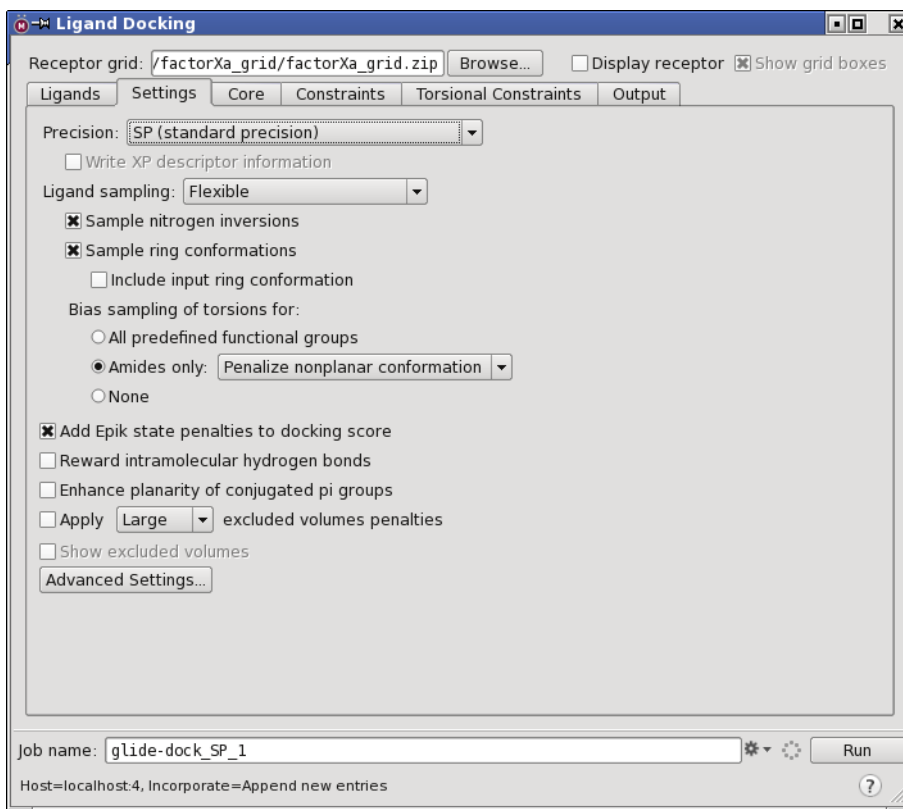 Ligand Docking
Receptor grid: /factorXa_grid/factorXa_grid.zip Browse... Display receptor Show grid boxes
Ligands Settings Core Constraints Torsional Constraints Output
Precision: SP (standard precision)
Write XP descriptor information
Ligand sampling: Flexible
Sample nitrogen inversions
Sample ring conformations
Include input ring conformation
Bias sampling of torsions for:
All predefined functional groups
Amides only: Penalize nonplanar conformation
None
Add Epik state penalties to docking score
Reward intramolecular hydrogen bonds
Enhance planarity of conjugated pi groups
Apply Large excluded volumes penalties
Show excluded volumes
Advanced Settings...
Job name: glide-dock_SP_1 Run
Host=localhost:4, Incorporate=Append new entries ?